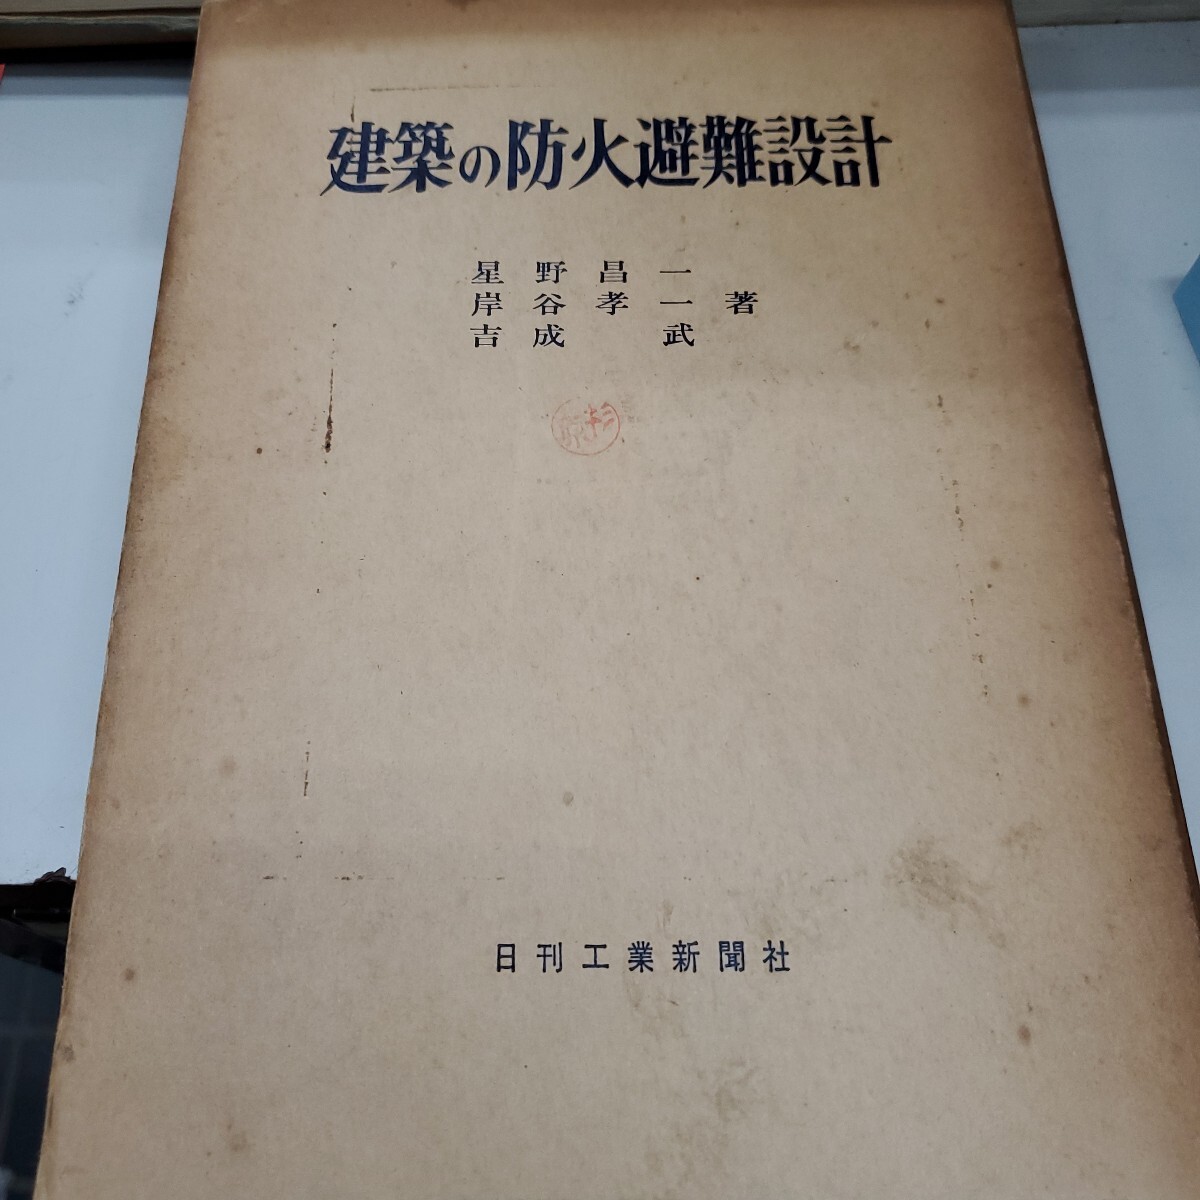 建築の防火避難設計
星野昌一
岸谷孝一 著
吉成 武
日刊工業新聞社